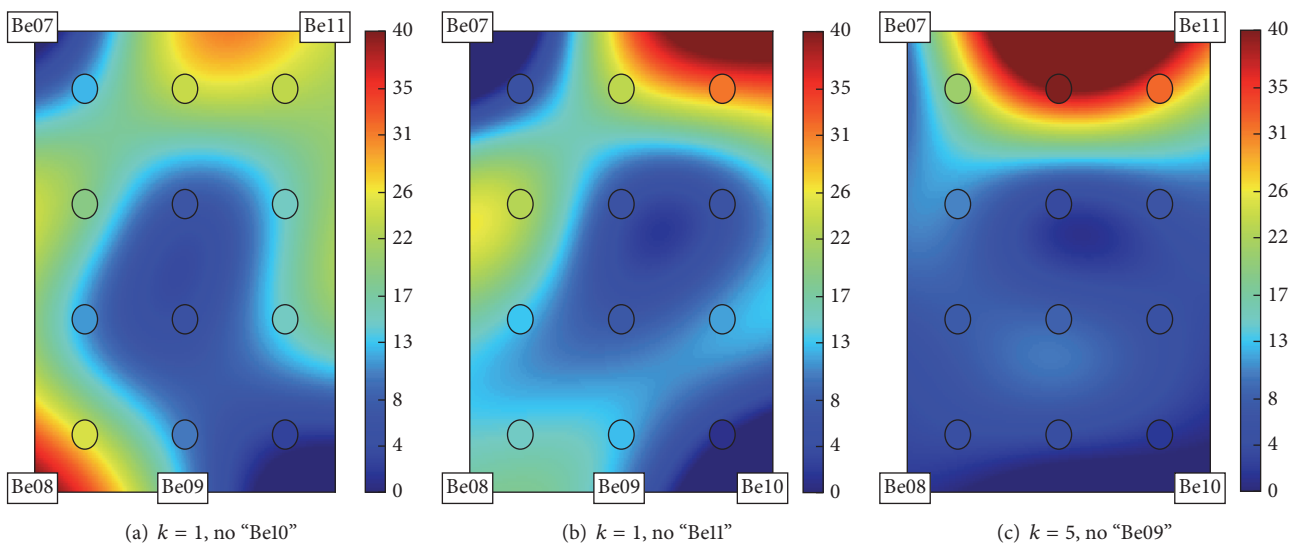 Be07
Be11
40
35
31
26
22
17
13
8
4
0
Be08
Be09
(a) k = 1, no “Be10”
Be07
40
35
31
26
22
17
13
8
4
0
Be08
Be09
Be10
(b) k = 1, no “Be11”
Be07
Be11
40
35
31
26
22
17
13
8
4
0
Be08
Be10
(c) k = 5, no “Be09”